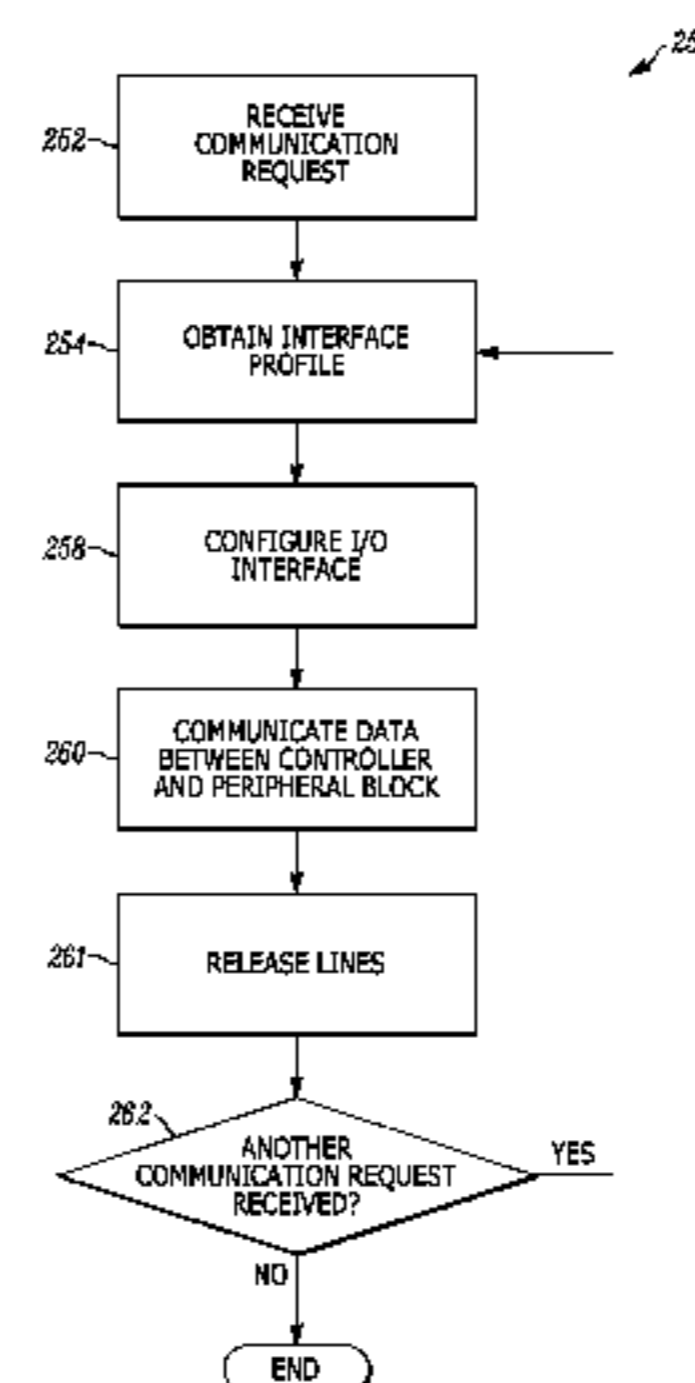 252
RECEIVE
COMMUNICATION
REQUEST
254
OBTAIN INTERFACE
PROFILE
258
CONFIGURE I/O
INTERFACE
260
COMMUNICATE DATA
BETWEEN CONTROLLER
AND PERIPHERAL BLOCK
261
RELEASE LINES
262
ANOTHER
COMMUNICATION REQUEST
RECEIVED?
YES
NO
END